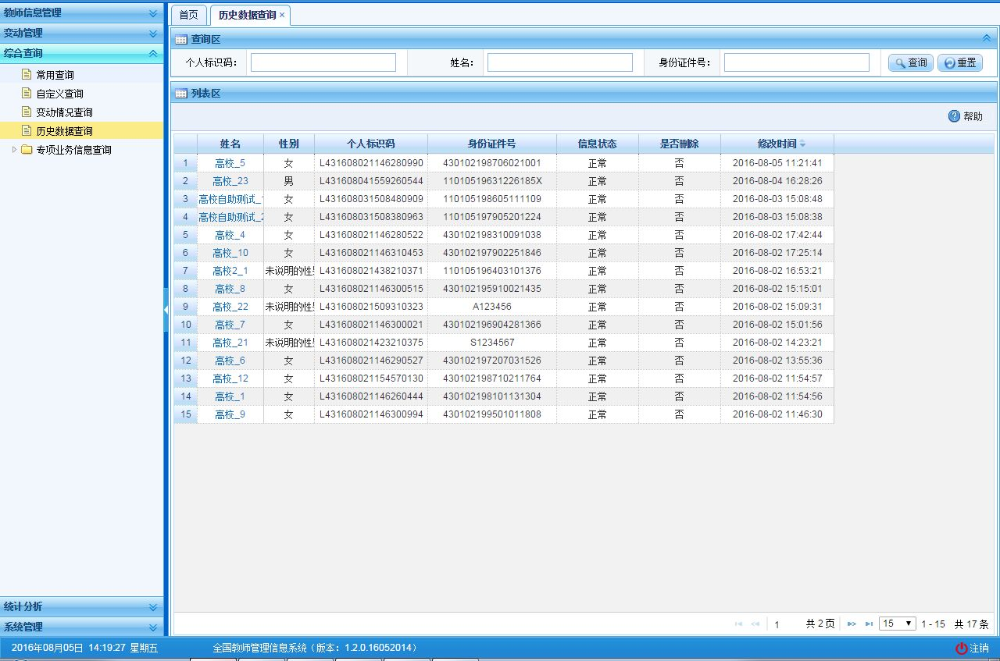 教师信息管理
变动管理
综合查询
常用查询
自定义查询
变动情况查询
历史数据查询
专项业务信息查询
统计分析
系统管理
首页 历史数据查询 ×
查询区
个人标识码： 姓名： 身份证件号： 查询 重置
列表区
帮助
姓名 性别 个人标识码 身份证件号 信息状态 是否删除 修改时间
1 高校_5 女 L431608021146280990 430102198706021001 正常 否 2016-08-05 11:21:41
2 高校_23 男 L431608041559260544 11010519631226185X 正常 否 2016-08-04 16:28:26
3 高校自助测试_ 女 L431608031508480909 110105198605111109 正常 否 2016-08-03 15:08:48
4 高校自助测试_ 女 L431608031508380963 110105197905201224 正常 否 2016-08-03 15:08:38
5 高校_4 女 L431608021146280522 430102198310091038 正常 否 2016-08-02 17:42:44
6 高校_10 女 L431608021146310453 430102197902251846 正常 否 2016-08-02 17:25:14
7 高校2_1 未说明的性 L431608021438210371 110105196403101376 正常 否 2016-08-02 16:53:21
8 高校_8 女 L431608021146300515 430102195910021435 正常 否 2016-08-02 15:15:01
9 高校_22 未说明的性 L431608021509310323 A123456 正常 否 2016-08-02 15:09:31
10 高校_7 女 L431608021146300021 430102196904281366 正常 否 2016-08-02 15:01:56
11 高校_21 未说明的性 L431608021423210375 S1234567 正常 否 2016-08-02 14:23:21
12 高校_6 女 L431608021146290527 430102197207031526 正常 否 2016-08-02 13:55:36
13 高校_12 女 L431608021154570130 430102198710211764 正常 否 2016-08-02 11:54:57
14 高校_1 女 L431608021146260444 430102198101131304 正常 否 2016-08-02 11:54:56
15 高校_9 女 L431608021146300994 430102199501011808 正常 否 2016-08-02 11:46:30
1 共 2 页 15 1 - 15 共 17 条
2016年08月05日 14:19:27 星期五 全国教师管理信息系统（版本：1.2.0.16052014） 注销